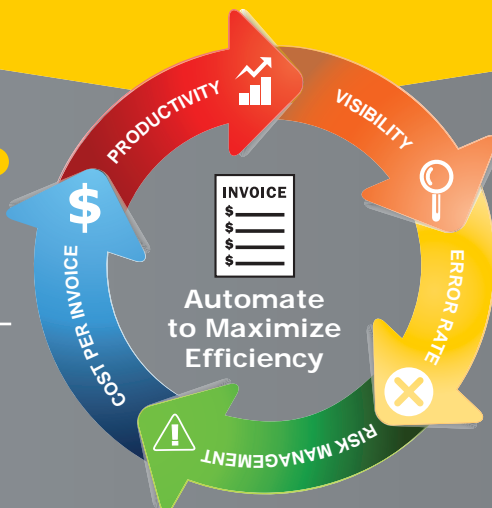 PRODUCTIVITY
VISIBILITY
ERROR RATE
RISK MANAGEMENT
COST PER INVOICE
$
INVOICE
$
$
$
$
Automate
to Maximize
Efficiency